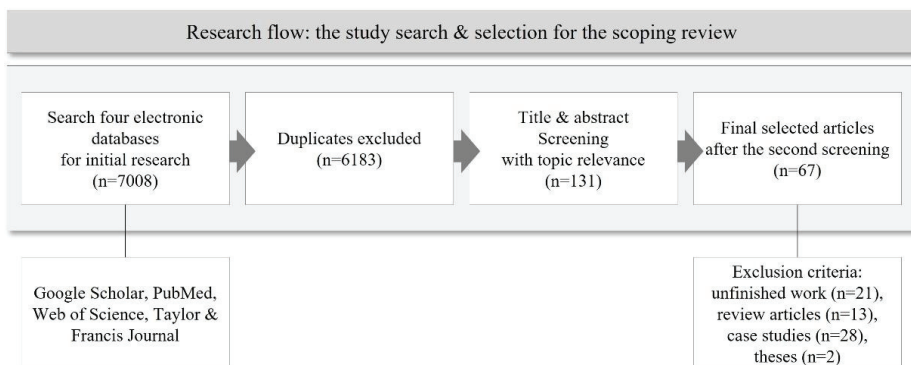 Research flow: the study search & selection for the scoping review
Search four electronic
databases
for initial research
(n=7008)
Duplicates excluded
(n=6183)
Title & abstract
Screening
with topic relevance
(n=131)
Final selected articles
after the second screening
(n=67)
Google Scholar, PubMed,
Web of Science, Taylor &
Francis Journal
Exclusion criteria:
unfinished work (n=21),
review articles (n=13),
case studies (n=28),
theses (n=2)